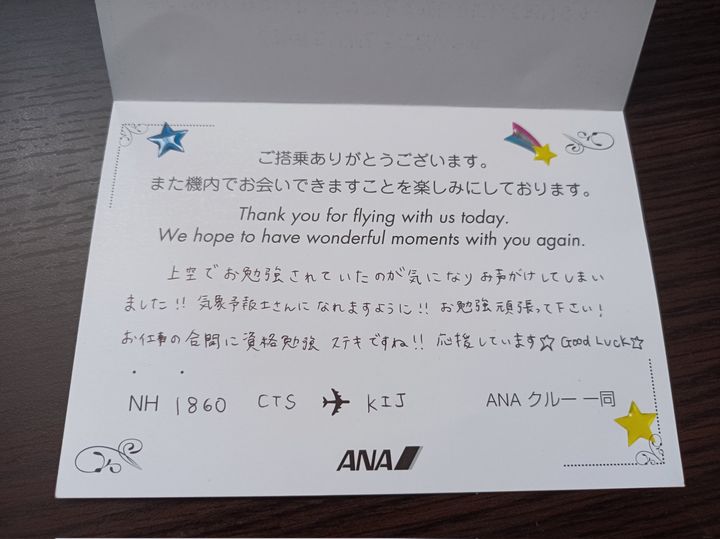 ご搭乗ありがとうございます。
また機内でお会いできますことを楽しみにしております。
Thank you for flying with us today.
We hope to have wonderful moments with you again.
上空でお勉強されていたのが気になりお声がけしてしまい
ました!! 気象予報士さんになれますように!! お勉強頑張って下さい!
お仕事の合間に資格勉強 ステキですね!! 応援しています☆ Good Luck☆
NH 1860 CTS ✈ KIJ ANA クルー 一同
ANA